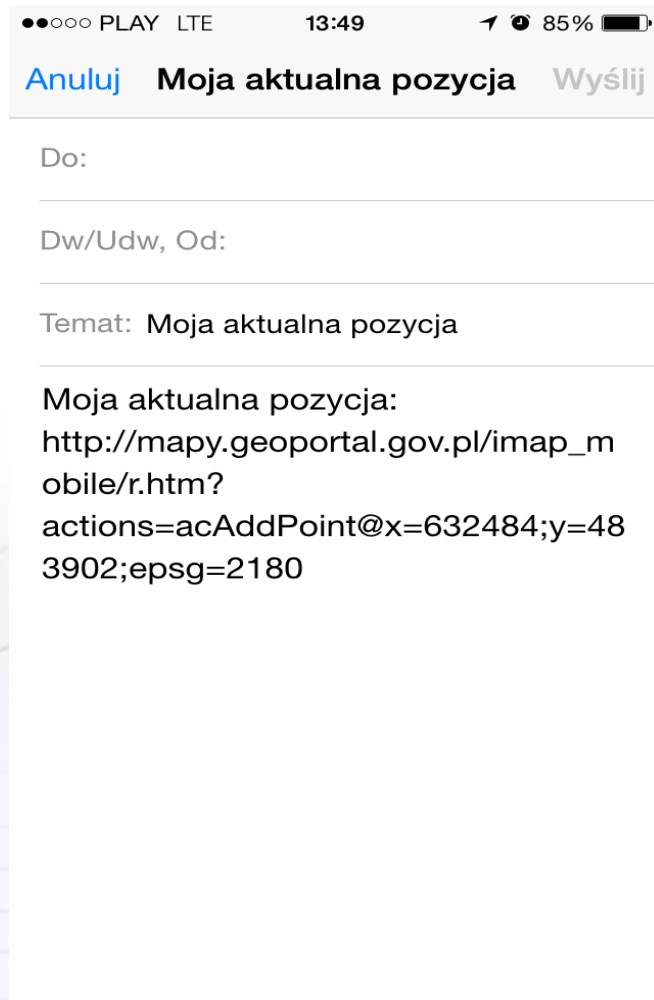 PLAY LTE 13:49 85%
Anuluj Moja aktualna pozycja Wyślij
Do:
Dw/Udw, Od:
Temat: Moja aktualna pozycja
Moja aktualna pozycja:
http://mapy.geoportal.gov.pl/imap_m
obile/r.htm?
actions=acAddPoint@x=632484;y=48
3902;epsg=2180